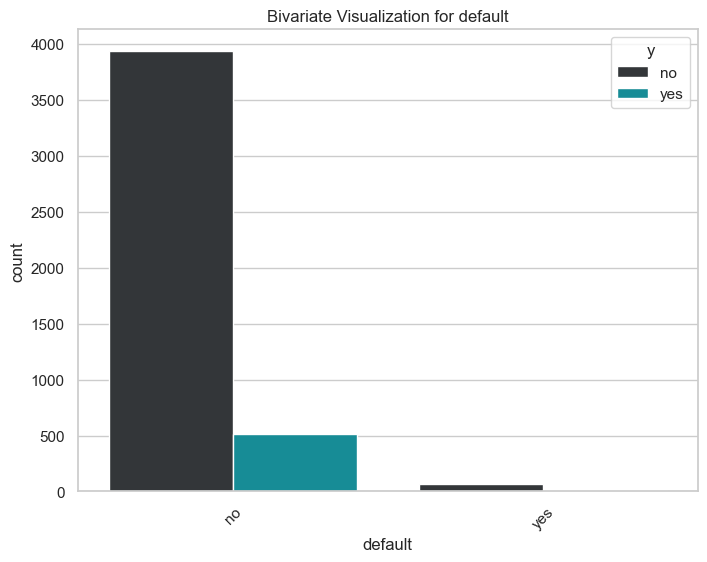 Bivariate Visualization for default
y
no
yes
count
4000
3500
3000
2500
2000
1500
1000
500
0
no
yes
default